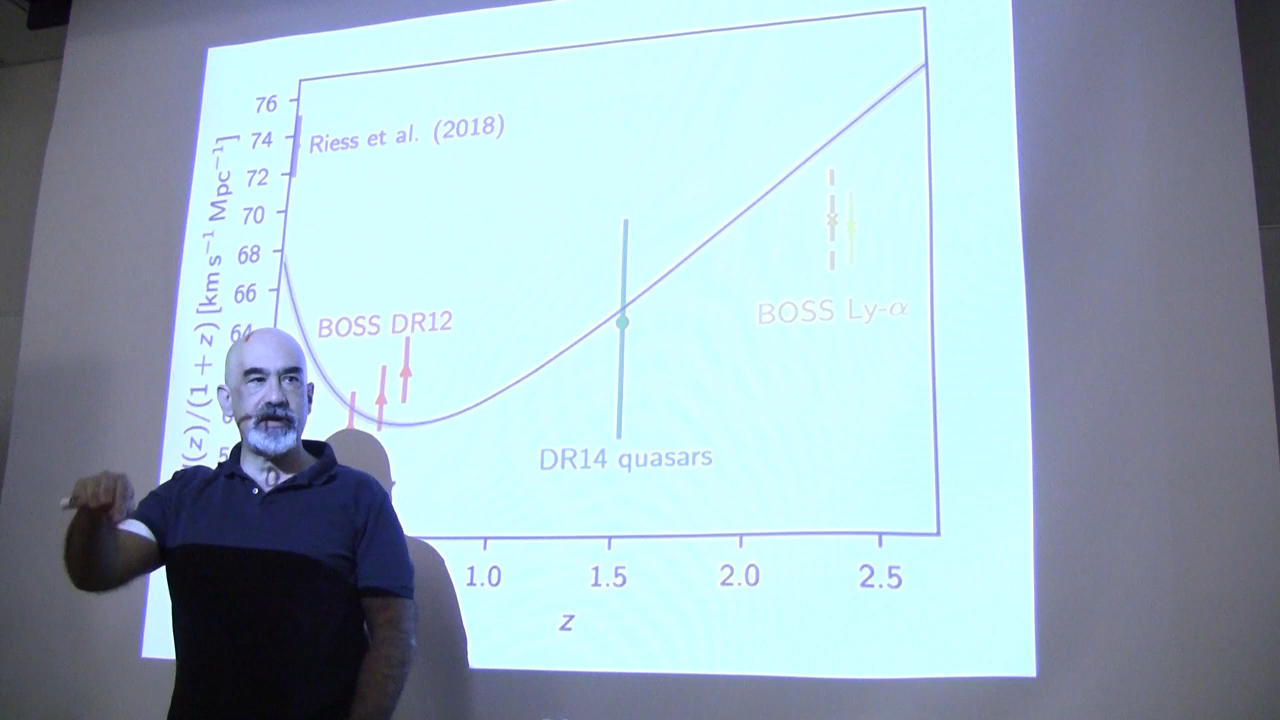 76
Riess et al. (2018)
74
72
70
68
66
64
BOSS DR12
BOSS Ly-α
DR14 quasars
(z)/(1 + z) [km s⁻¹ Mpc⁻¹]
1.0
1.5
2.0
2.5
z